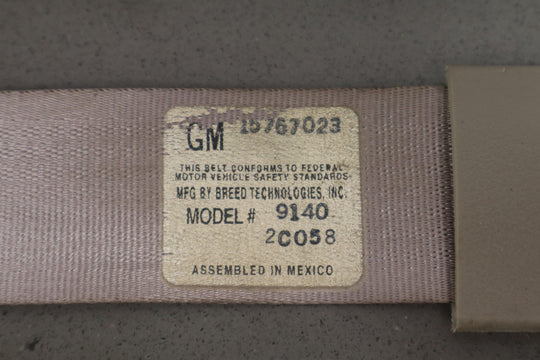 GM 15767023
THIS BELT CONFORMS TO FEDERAL
MOTOR VEHICLE SAFETY STANDARDS
MFG BY BREED TECHNOLOGIES, INC.
MODEL # 9140
2C058
ASSEMBLED IN MEXICO